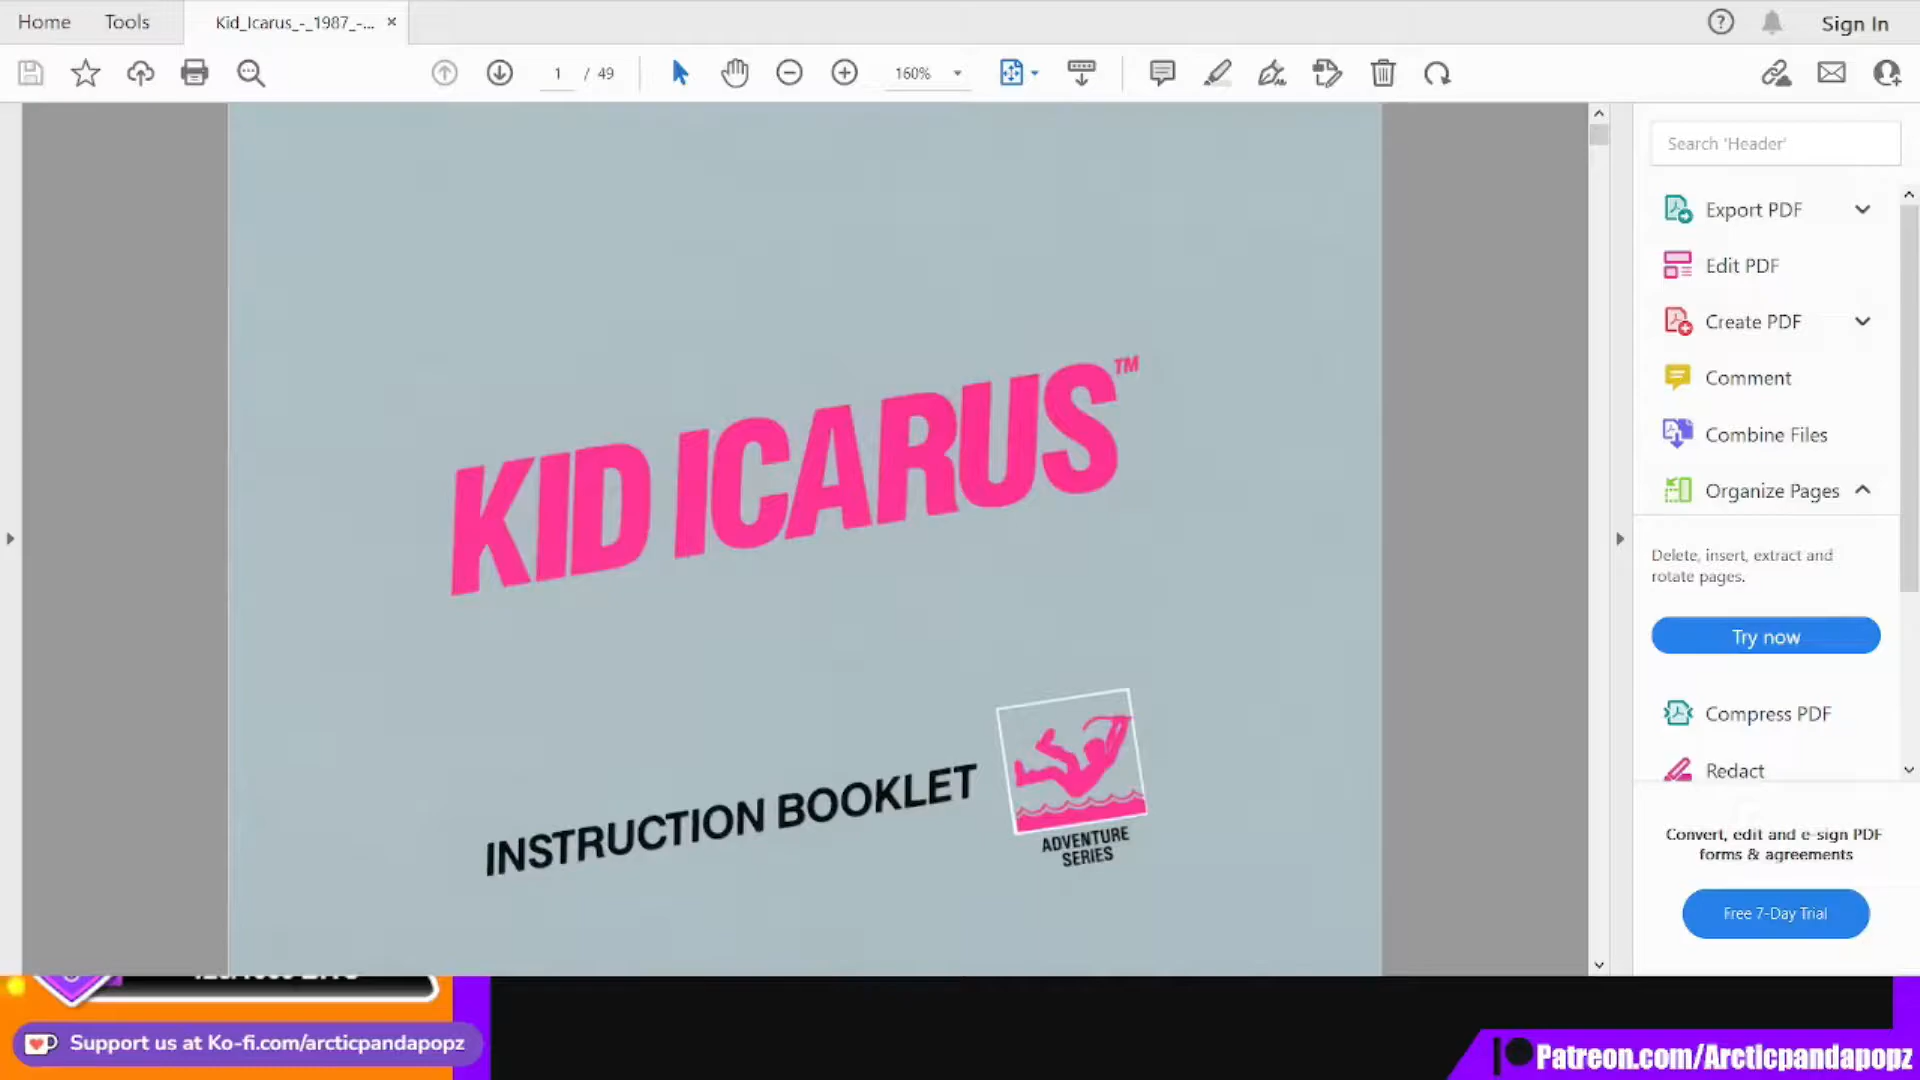 Home Tools Kid_Icarus_-_1987_-... × Sign In
1 / 49 160%
Search 'Header'
Export PDF
Edit PDF
Create PDF
Comment
Combine Files
Organize Pages
Delete, insert, extract and
rotate pages.
Try now
Compress PDF
Redact
Convert, edit and e-sign PDF
forms & agreements
Free 7-Day Trial
KID ICARUS™
INSTRUCTION BOOKLET
ADVENTURE
SERIES
Support us at Ko-fi.com/arcticpandapopz
Patreon.com/Arcticpandapopz